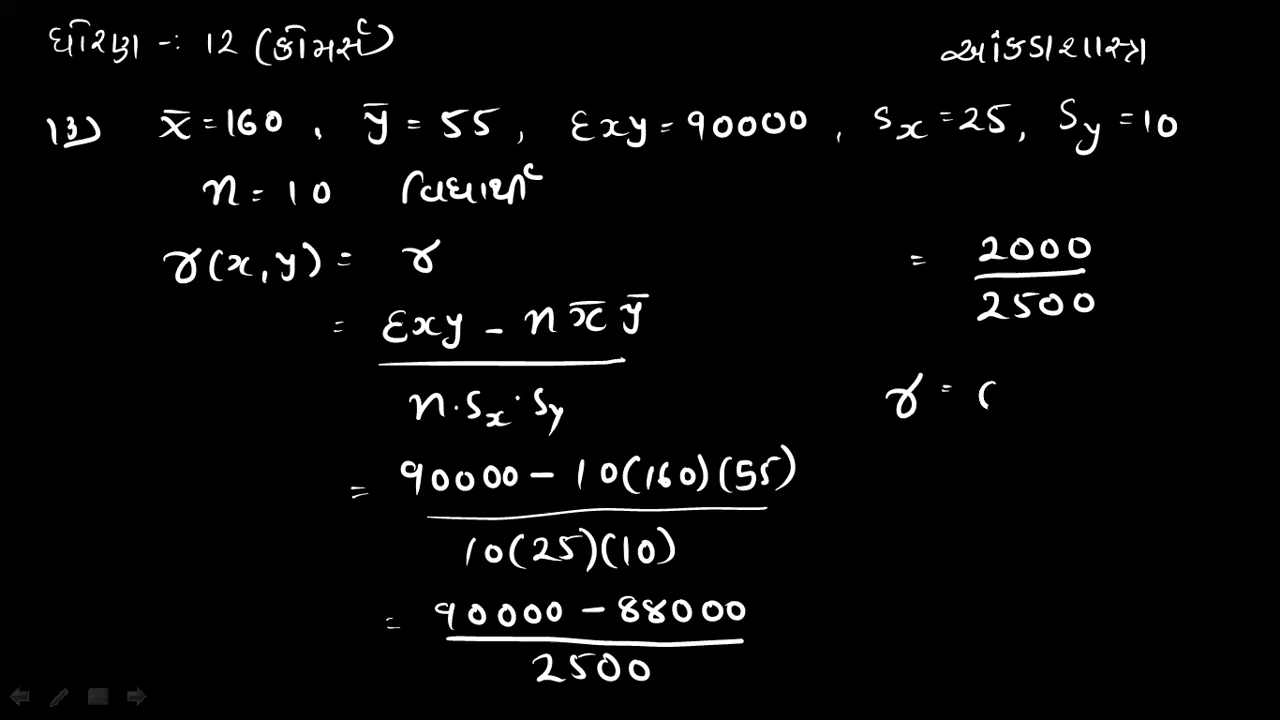 ધોરણ -: 12 (કોમર્સ)
આંકડાશાસ્ત્ર
13) x̄ = 160 , ȳ = 55 , Σxy = 90000 , Sx = 25, Sy = 10
n = 10 વિધાર્થી
r(x,y) = r
= Σxy - n x̄ ȳ
n · Sx · Sy
= 90000 - 10(160)(55)
10(25)(10)
= 90000 - 88000
2500
= 2000
2500
r = (